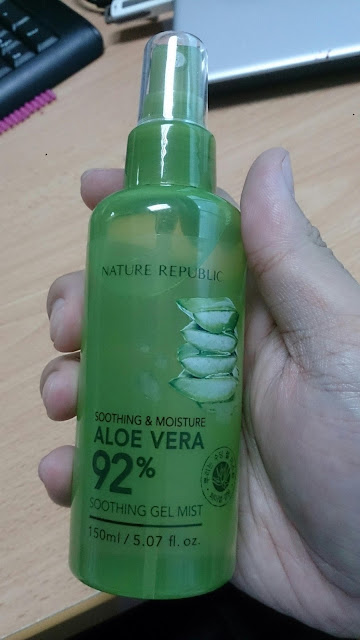 NATURE REPUBLIC
SOOTHING & MOISTURE
ALOE VERA
92%
SOOTHING GEL MIST
150ml / 5.07 fl. oz.